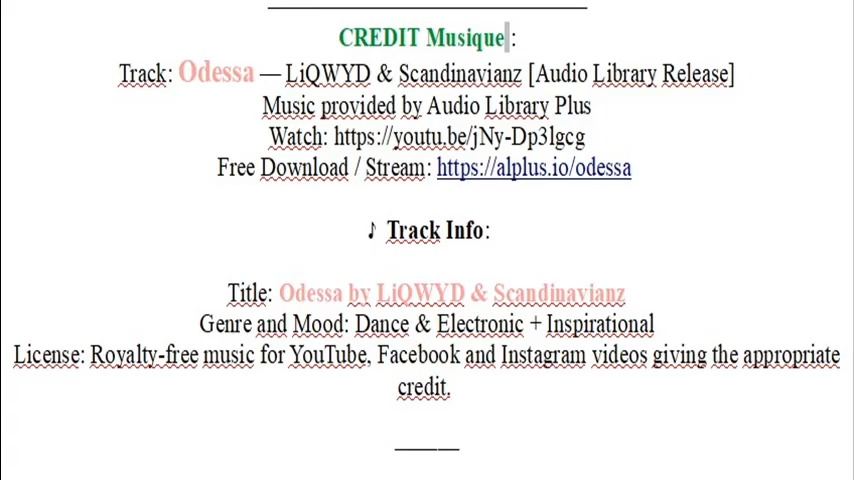 CREDIT Musique :
Track: Odessa — LiQWYD & Scandinavianz [Audio Library Release]
Music provided by Audio Library Plus
Watch: https://youtu.be/jNy-Dp3lgcg
Free Download / Stream: https://alplus.io/odessa
♪ Track Info:
Title: Odessa by LiQWYD & Scandinavianz
Genre and Mood: Dance & Electronic + Inspirational
License: Royalty-free music for YouTube, Facebook and Instagram videos giving the appropriate
credit.